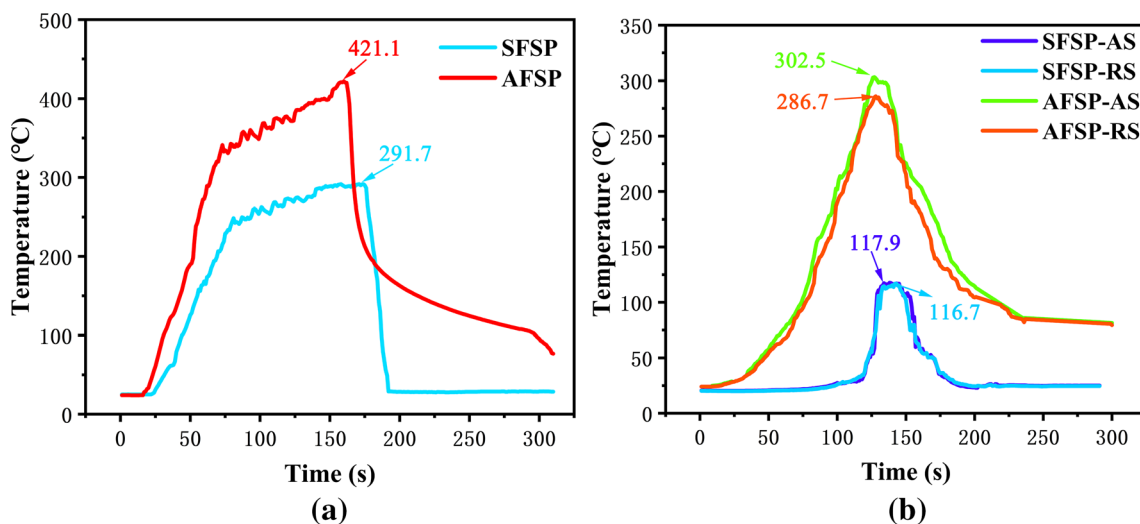 500
400
300
200
100
0
Temperature (℃)
421.1
291.7
SFSP
AFSP
0 50 100 150 200 250 300
Time (s)
(a)
350
300
250
200
150
100
50
0
Temperature (℃)
302.5
286.7
117.9
116.7
SFSP-AS
SFSP-RS
AFSP-AS
AFSP-RS
0 50 100 150 200 250 300
Time (s)
(b)